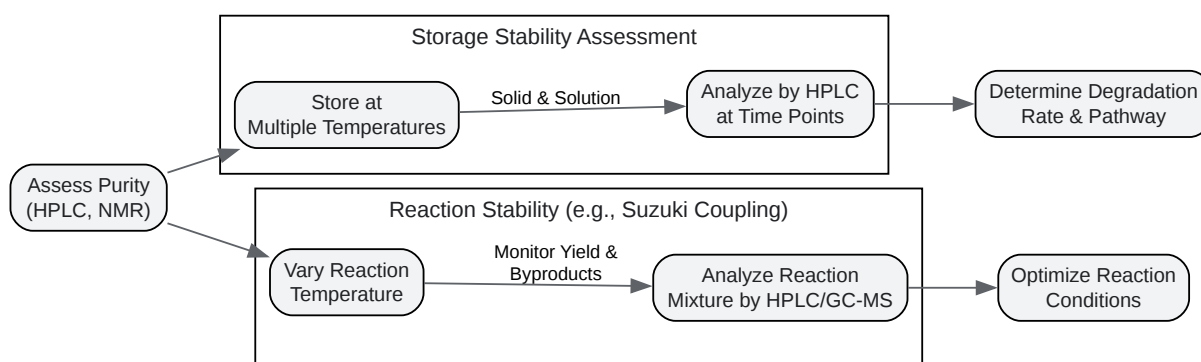 Storage Stability Assessment
Store at
Multiple Temperatures
Solid & Solution
Analyze by HPLC
at Time Points
Determine Degradation
Rate & Pathway
Assess Purity
(HPLC, NMR)
Reaction Stability (e.g., Suzuki Coupling)
Vary Reaction
Temperature
Monitor Yield &
Byproducts
Analyze Reaction
Mixture by HPLC/GC-MS
Optimize Reaction
Conditions